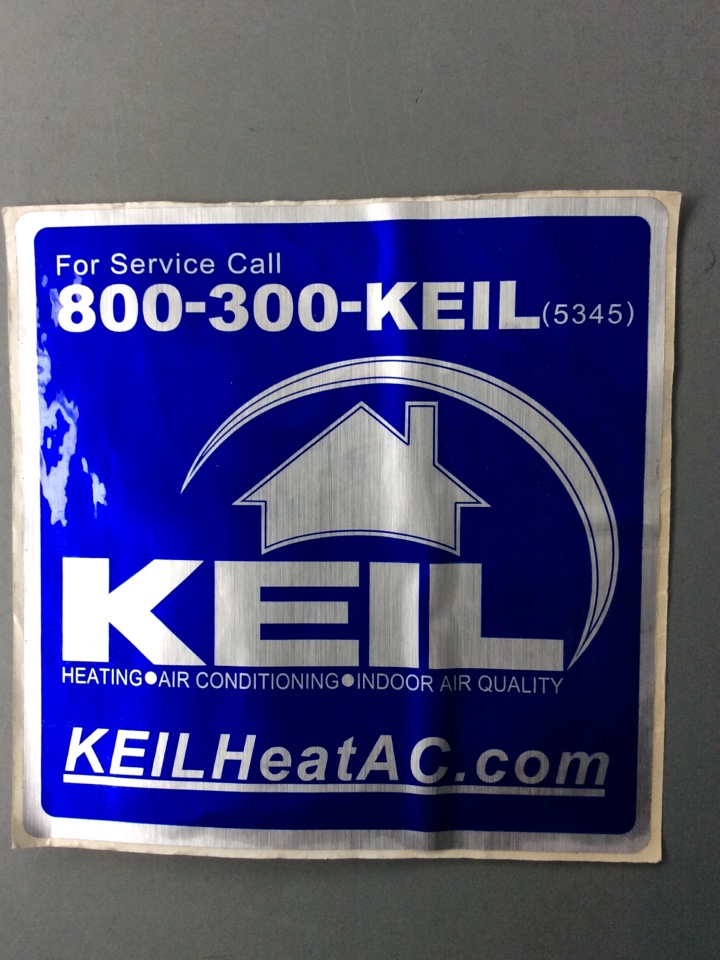 For Service Call
800-300-KEIL(5345)
KEIL
HEATING●AIR CONDITIONING●INDOOR AIR QUALITY
KEILHeatAC.com